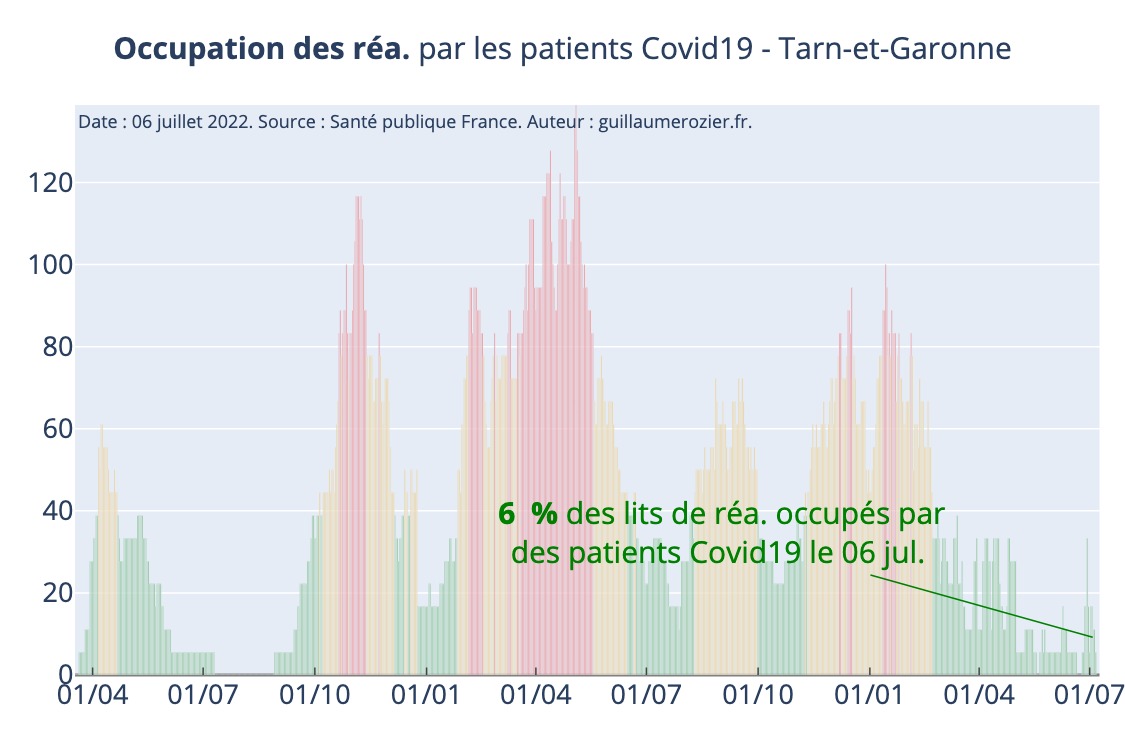 Occupation des réa. par les patients Covid19 - Tarn-et-Garonne
Date : 06 juillet 2022. Source : Santé publique France. Auteur : guillaumerozier.fr.
120
100
80
60
40
20
0
6 % des lits de réa. occupés par
des patients Covid19 le 06 jul.
01/04 01/07 01/10 01/01 01/04 01/07 01/10 01/01 01/04 01/07